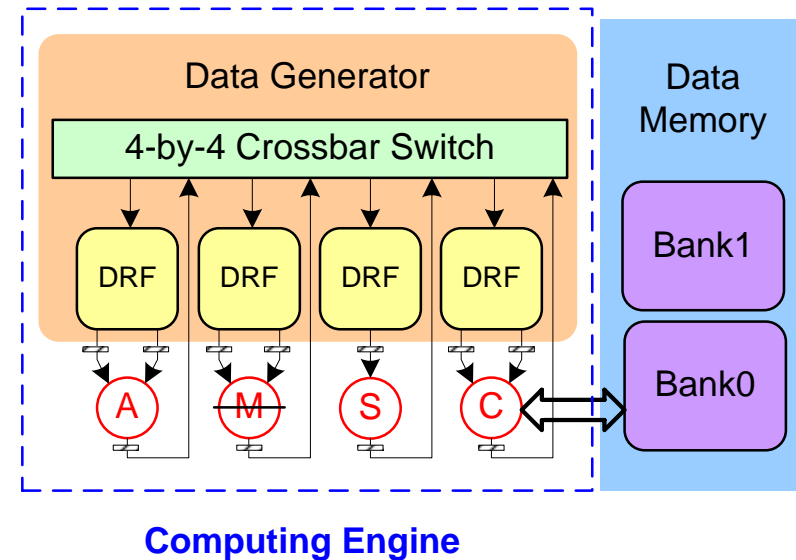 Data Generator
4-by-4 Crossbar Switch
DRF DRF DRF DRF
A M S C
Data
Memory
Bank1
Bank0
Computing Engine